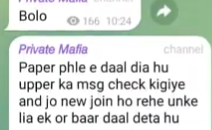 Bolo
166 10:24
Private Mafia channel
Paper phle e daal dia hu
upper ka msg check kigiye
and jo new join ho rehe unke
lia ek or baar daal deta hu